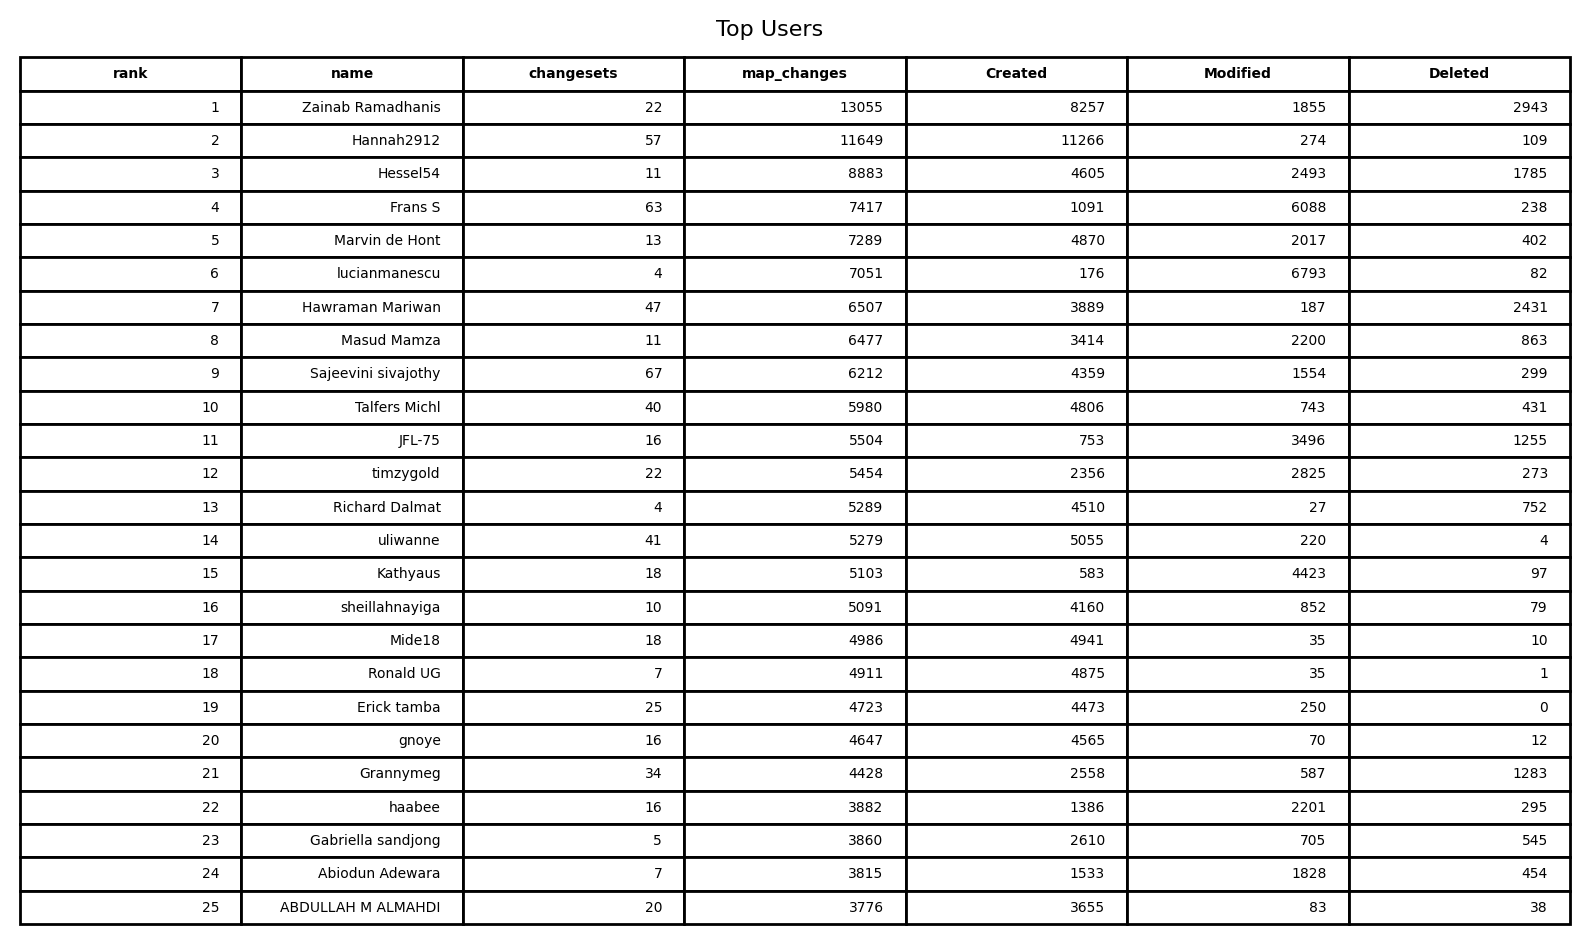 Top Users
rank name changesets map_changes Created Modified Deleted
1 Zainab Ramadhanis 22 13055 8257 1855 2943
2 Hannah2912 57 11649 11266 274 109
3 Hessel54 11 8883 4605 2493 1785
4 Frans S 63 7417 1091 6088 238
5 Marvin de Hont 13 7289 4870 2017 402
6 lucianmanescu 4 7051 176 6793 82
7 Hawraman Mariwan 47 6507 3889 187 2431
8 Masud Mamza 11 6477 3414 2200 863
9 Sajeevini sivajothy 67 6212 4359 1554 299
10 Talfers Michl 40 5980 4806 743 431
11 JFL-75 16 5504 753 3496 1255
12 timzygold 22 5454 2356 2825 273
13 Richard Dalmat 4 5289 4510 27 752
14 uliwanne 41 5279 5055 220 4
15 Kathyaus 18 5103 583 4423 97
16 sheillahnayiga 10 5091 4160 852 79
17 Mide18 18 4986 4941 35 10
18 Ronald UG 7 4911 4875 35 1
19 Erick tamba 25 4723 4473 250 0
20 gnoye 16 4647 4565 70 12
21 Grannymeg 34 4428 2558 587 1283
22 haabee 16 3882 1386 2201 295
23 Gabriella sandjong 5 3860 2610 705 545
24 Abiodun Adewara 7 3815 1533 1828 454
25 ABDULLAH M ALMAHDI 20 3776 3655 83 38